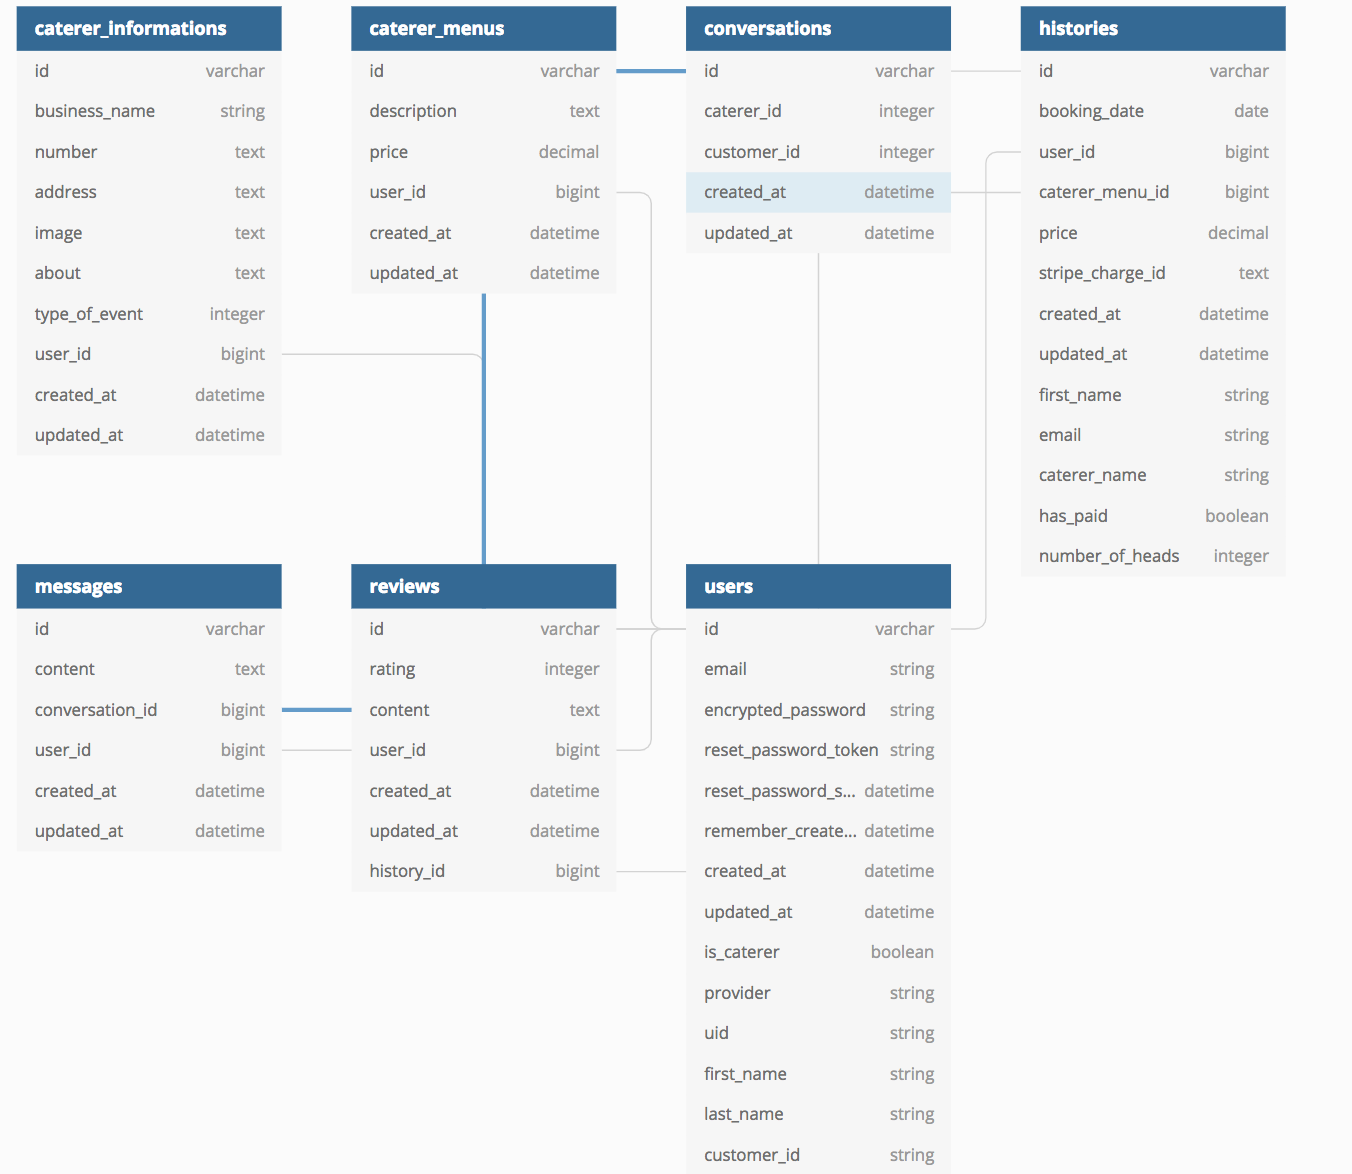 caterer_informations
id varchar
business_name string
number text
address text
image text
about text
type_of_event integer
user_id bigint
created_at datetime
updated_at datetime
caterer_menus
id varchar
description text
price decimal
user_id bigint
created_at datetime
updated_at datetime
conversations
id varchar
caterer_id integer
customer_id integer
created_at datetime
updated_at datetime
histories
id varchar
booking_date date
user_id bigint
caterer_menu_id bigint
price decimal
stripe_charge_id text
created_at datetime
updated_at datetime
first_name string
email string
caterer_name string
has_paid boolean
number_of_heads integer
messages
id varchar
content text
conversation_id bigint
user_id bigint
created_at datetime
updated_at datetime
reviews
id varchar
rating integer
content text
user_id bigint
created_at datetime
updated_at datetime
history_id bigint
users
id varchar
email string
encrypted_password string
reset_password_token string
reset_password_s... datetime
remember_create... datetime
created_at datetime
updated_at datetime
is_caterer boolean
provider string
uid string
first_name string
last_name string
customer_id string